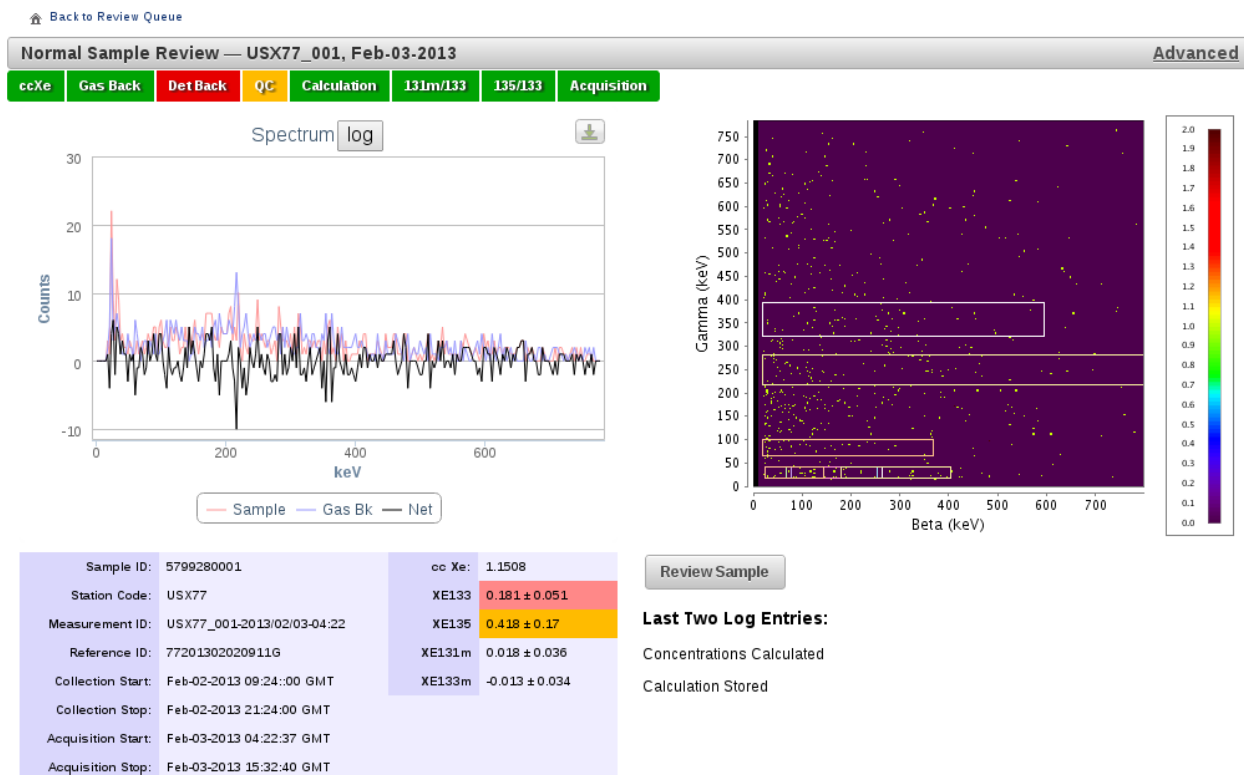 Back to Review Queue
Normal Sample Review — USX77_001, Feb-03-2013 Advanced
ccXe Gas Back Det Back QC Calculation 131m/133 135/133 Acquisition
Spectrum log
30
20
10
0
-10
Counts
0 200 400 600
keV
Sample Gas Bk Net
750
700
650
600
550
500
450
400
350
300
250
200
150
100
50
0
Gamma (keV)
0 100 200 300 400 500 600 700
Beta (keV)
2.0
1.9
1.8
1.7
1.6
1.5
1.4
1.3
1.2
1.1
1.0
0.9
0.8
0.7
0.6
0.5
0.4
0.3
0.2
0.1
0.0
Sample ID: 5799280001 cc Xe: 1.1508
Station Code: USX77 XE133 0.181 ± 0.051
Measurement ID: USX77_001-2013/02/03-04:22 XE135 0.418 ± 0.17
Reference ID: 77201302020911G XE131m 0.018 ± 0.036
Collection Start: Feb-02-2013 09:24::00 GMT XE133m -0.013 ± 0.034
Collection Stop: Feb-02-2013 21:24:00 GMT
Acquisition Start: Feb-03-2013 04:22:37 GMT
Acquisition Stop: Feb-03-2013 15:32:40 GMT
Review Sample
Last Two Log Entries:
Concentrations Calculated
Calculation Stored